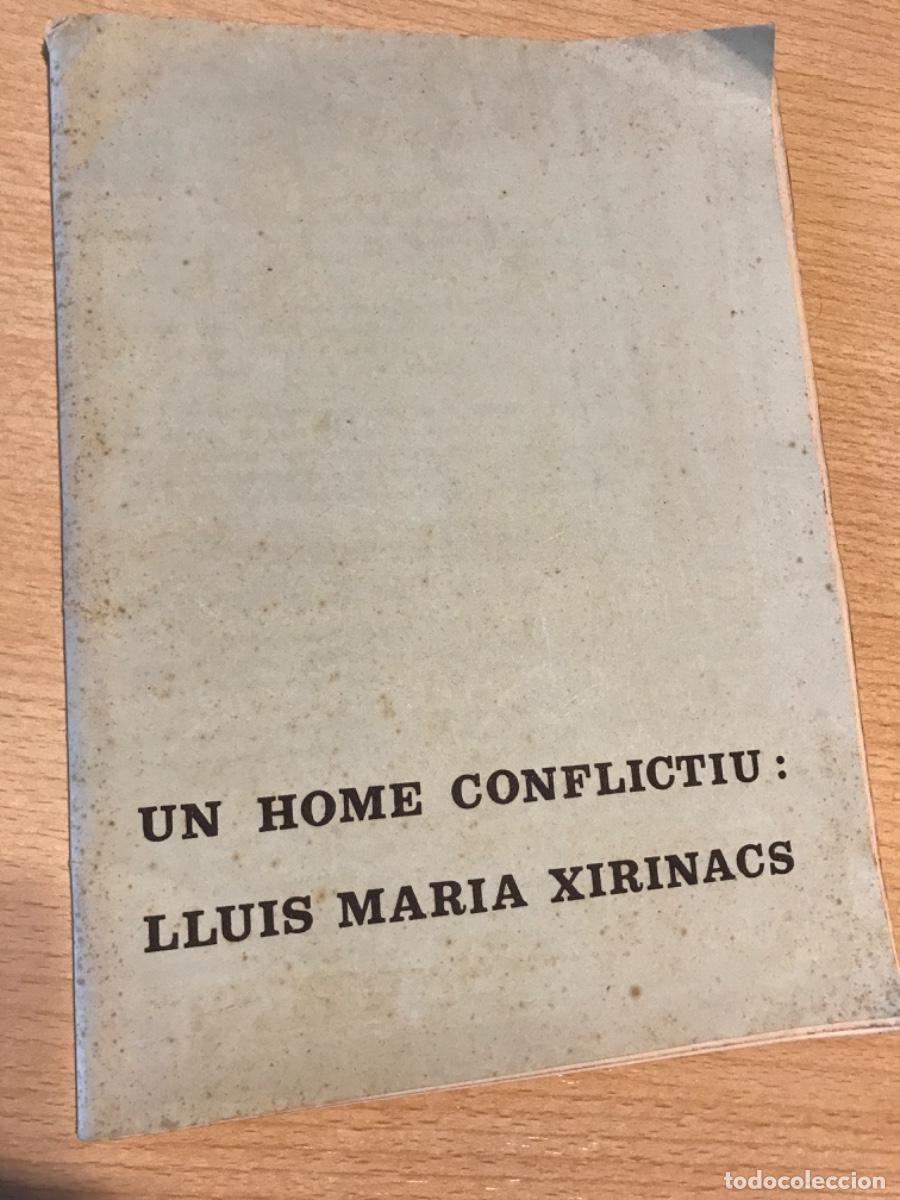 UN HOME CONFLICTIU:
LLUIS MARIA XIRINACS
todocoleccion